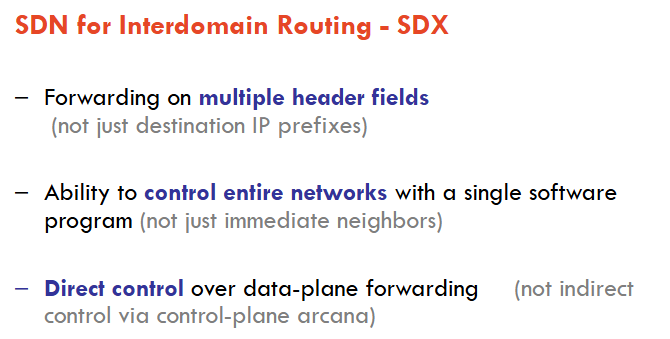 SDN for Interdomain Routing - SDX
– Forwarding on multiple header fields
(not just destination IP prefixes)
– Ability to control entire networks with a single software
program (not just immediate neighbors)
– Direct control over data-plane forwarding (not indirect
control via control-plane arcana)